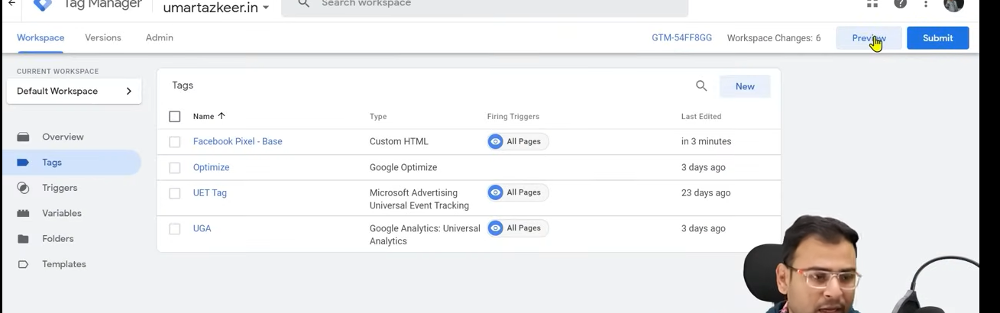 Tag Manager
umartazkeer.in
Search workspace
Workspace Versions Admin
GTM-54FF8GG Workspace Changes: 6 Preview Submit
CURRENT WORKSPACE
Default Workspace
Overview
Tags
Triggers
Variables
Folders
Templates
Tags
New
Name Type Firing Triggers Last Edited
Facebook Pixel - Base Custom HTML All Pages in 3 minutes
Optimize Google Optimize 3 days ago
UET Tag Microsoft Advertising All Pages 23 days ago
Universal Event Tracking
UGA Google Analytics: Universal All Pages 3 days ago
Analytics